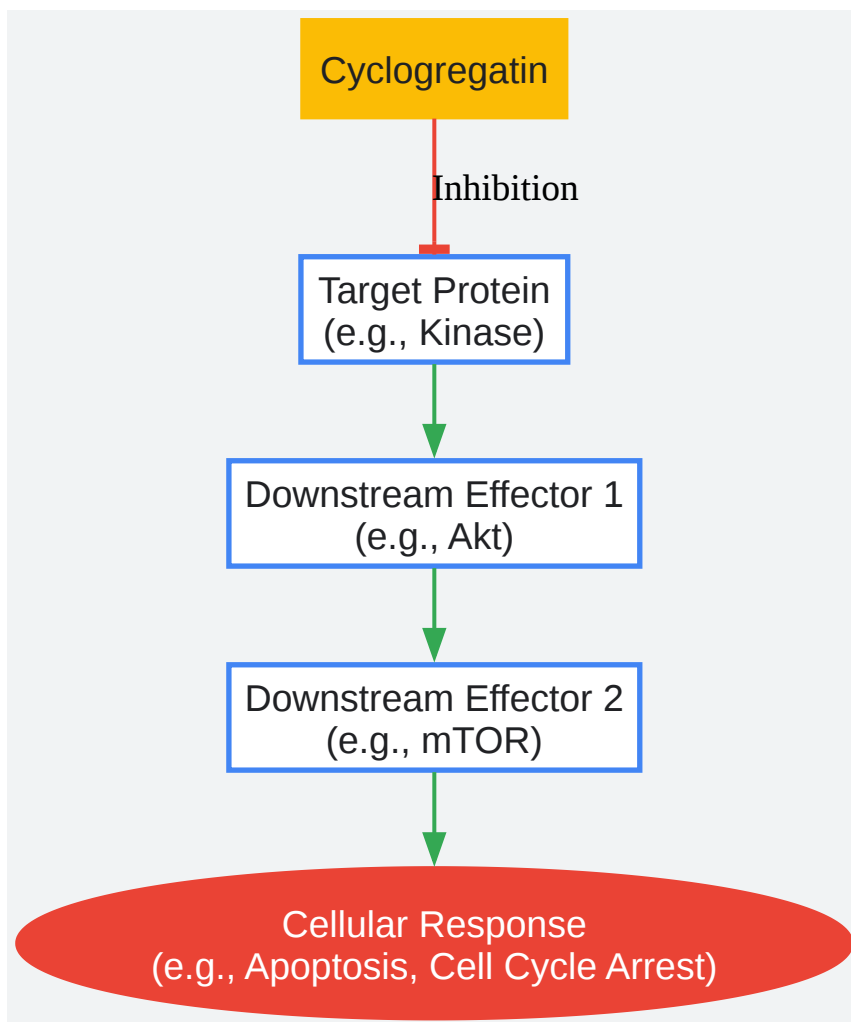 Cyclogregatin
Inhibition
Target Protein
(e.g., Kinase)
Downstream Effector 1
(e.g., Akt)
Downstream Effector 2
(e.g., mTOR)
Cellular Response
(e.g., Apoptosis, Cell Cycle Arrest)